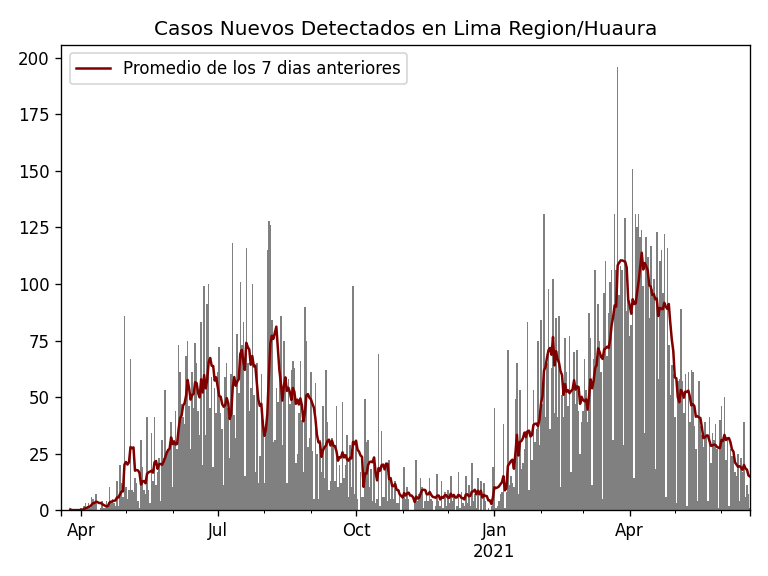 Casos Nuevos Detectados en Lima Region/Huaura
Promedio de los 7 dias anteriores
200
175
150
125
100
75
50
25
0
Apr
Jul
Oct
Jan
2021
Apr